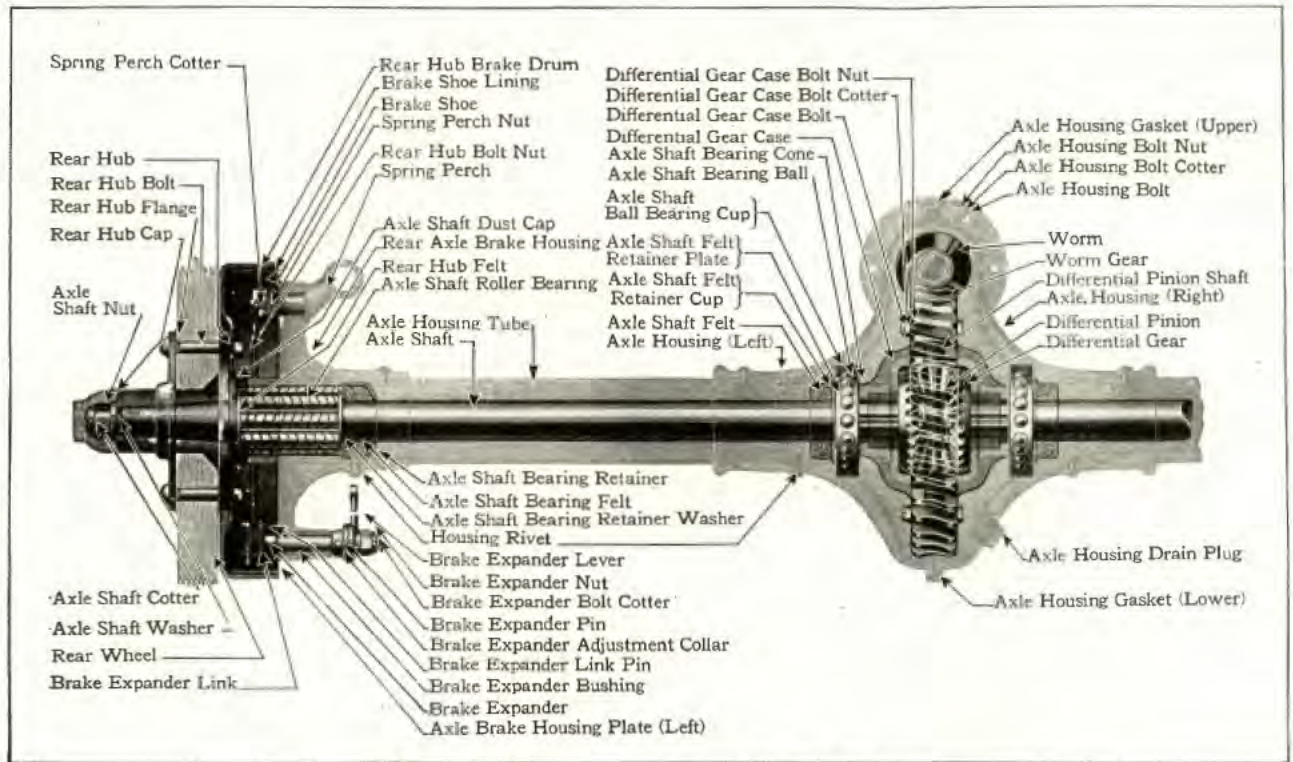 Spring Perch Cotter
Rear Hub
Rear Hub Bolt
Rear Hub Flange
Rear Hub Cap
Axle
Shaft Nut
Rear Hub Brake Drum
Brake Shoe Lining
Brake Shoe
Spring Perch Nut
Rear Hub Bolt Nut
Spring Perch
Axle Shaft Dust Cap
Rear Axle Brake Housing
Rear Hub Felt
Axle Shaft Roller Bearing
Axle Housing Tube
Axle Shaft
Differential Gear Case Bolt Nut
Differential Gear Case Bolt Cotter
Differential Gear Case Bolt
Differential Gear Case
Axle Shaft Bearing Cone
Axle Shaft Bearing Ball
Axle Shaft
Ball Bearing Cup
Axle Shaft Felt
Retainer Plate
Axle Shaft Felt
Retainer Cup
Axle Shaft Felt
Axle Housing (Left)
Axle Housing Gasket (Upper)
Axle Housing Bolt Nut
Axle Housing Bolt Cotter
Axle Housing Bolt
Worm
Worm Gear
Differential Pinion Shaft
Axle Housing (Right)
Differential Pinion
Differential Gear
Axle Shaft Bearing Retainer
Axle Shaft Bearing Felt
Axle Shaft Bearing Retainer Washer
Housing Rivet
Brake Expander Lever
Brake Expander Nut
Brake Expander Bolt Cotter
Brake Expander Pin
Brake Expander Adjustment Collar
Brake Expander Link Pin
Brake Expander Bushing
Brake Expander
Axle Brake Housing Plate (Left)
Axle Shaft Cotter
Axle Shaft Washer
Rear Wheel
Brake Expander Link
Axle Housing Drain Plug
Axle Housing Gasket (Lower)